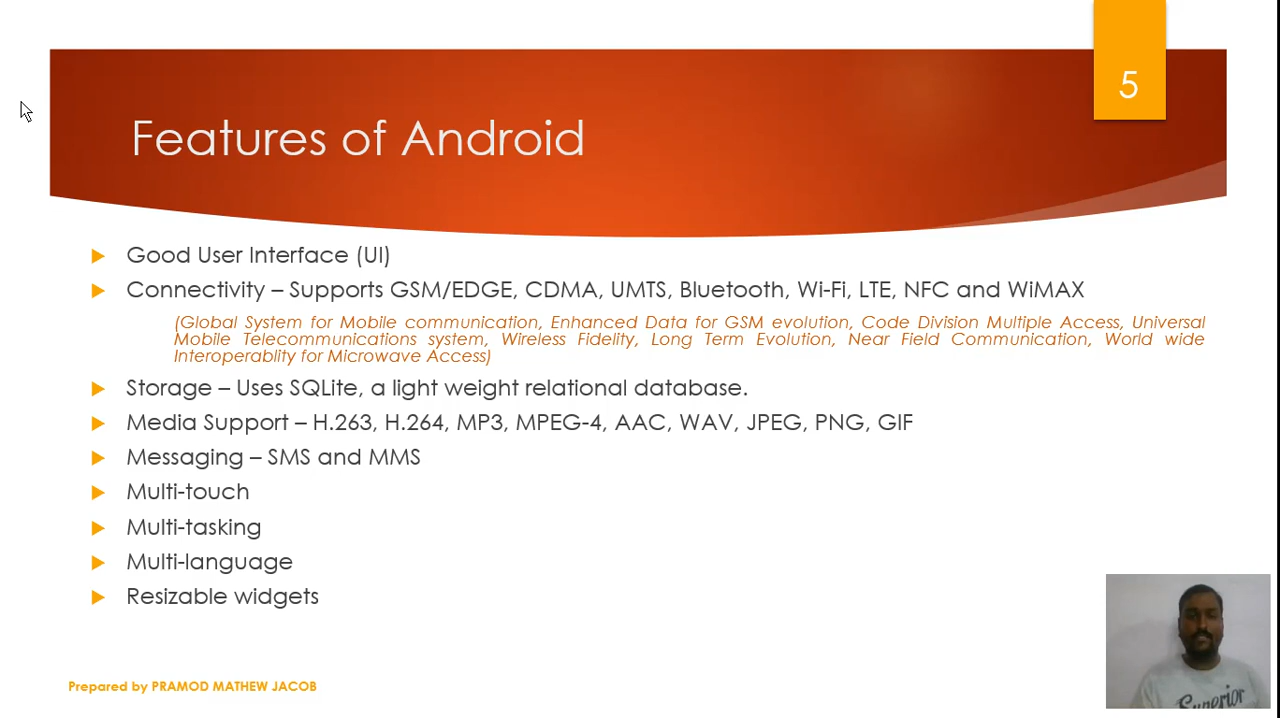 5
Features of Android
Good User Interface (UI)
Connectivity – Supports GSM/EDGE, CDMA, UMTS, Bluetooth, Wi-Fi, LTE, NFC and WiMAX
(Global System for Mobile communication, Enhanced Data for GSM evolution, Code Division Multiple Access, Universal
Mobile Telecommunications system, Wireless Fidelity, Long Term Evolution, Near Field Communication, World wide
Interoperablity for Microwave Access)
Storage – Uses SQLite, a light weight relational database.
Media Support – H.263, H.264, MP3, MPEG-4, AAC, WAV, JPEG, PNG, GIF
Messaging – SMS and MMS
Multi-touch
Multi-tasking
Multi-language
Resizable widgets
Prepared by PRAMOD MATHEW JACOB
Superior